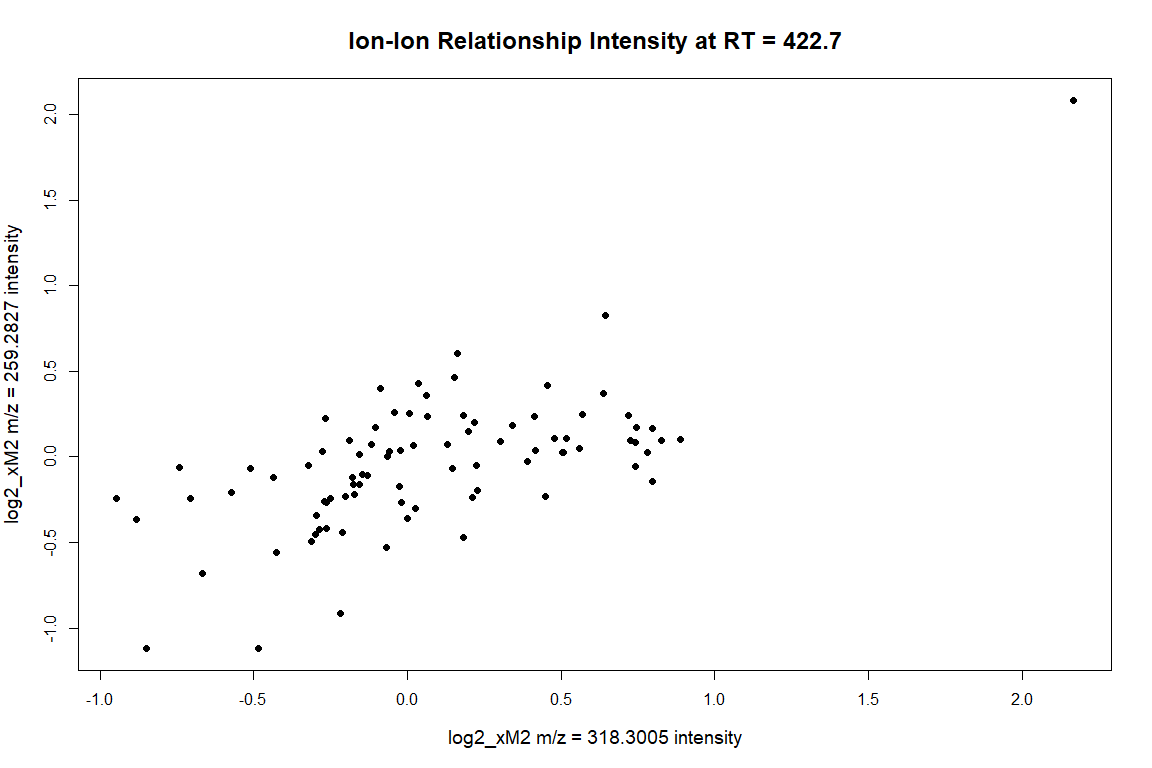 Ion-Ion Relationship Intensity at RT = 422.7
log2_xM2 m/z = 259.2827 intensity
2.0
1.5
1.0
0.5
0.0
-0.5
-1.0
-1.0 -0.5 0.0 0.5 1.0 1.5 2.0
log2_xM2 m/z = 318.3005 intensity